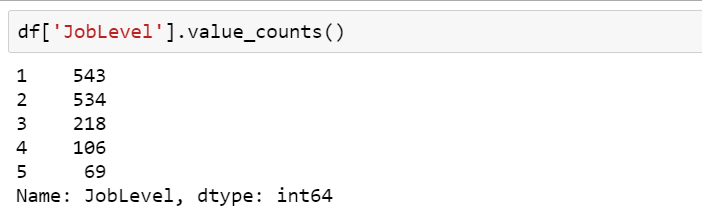 df['JobLevel'].value_counts()
1    543
2    534
3    218
4    106
5     69
Name: JobLevel, dtype: int64